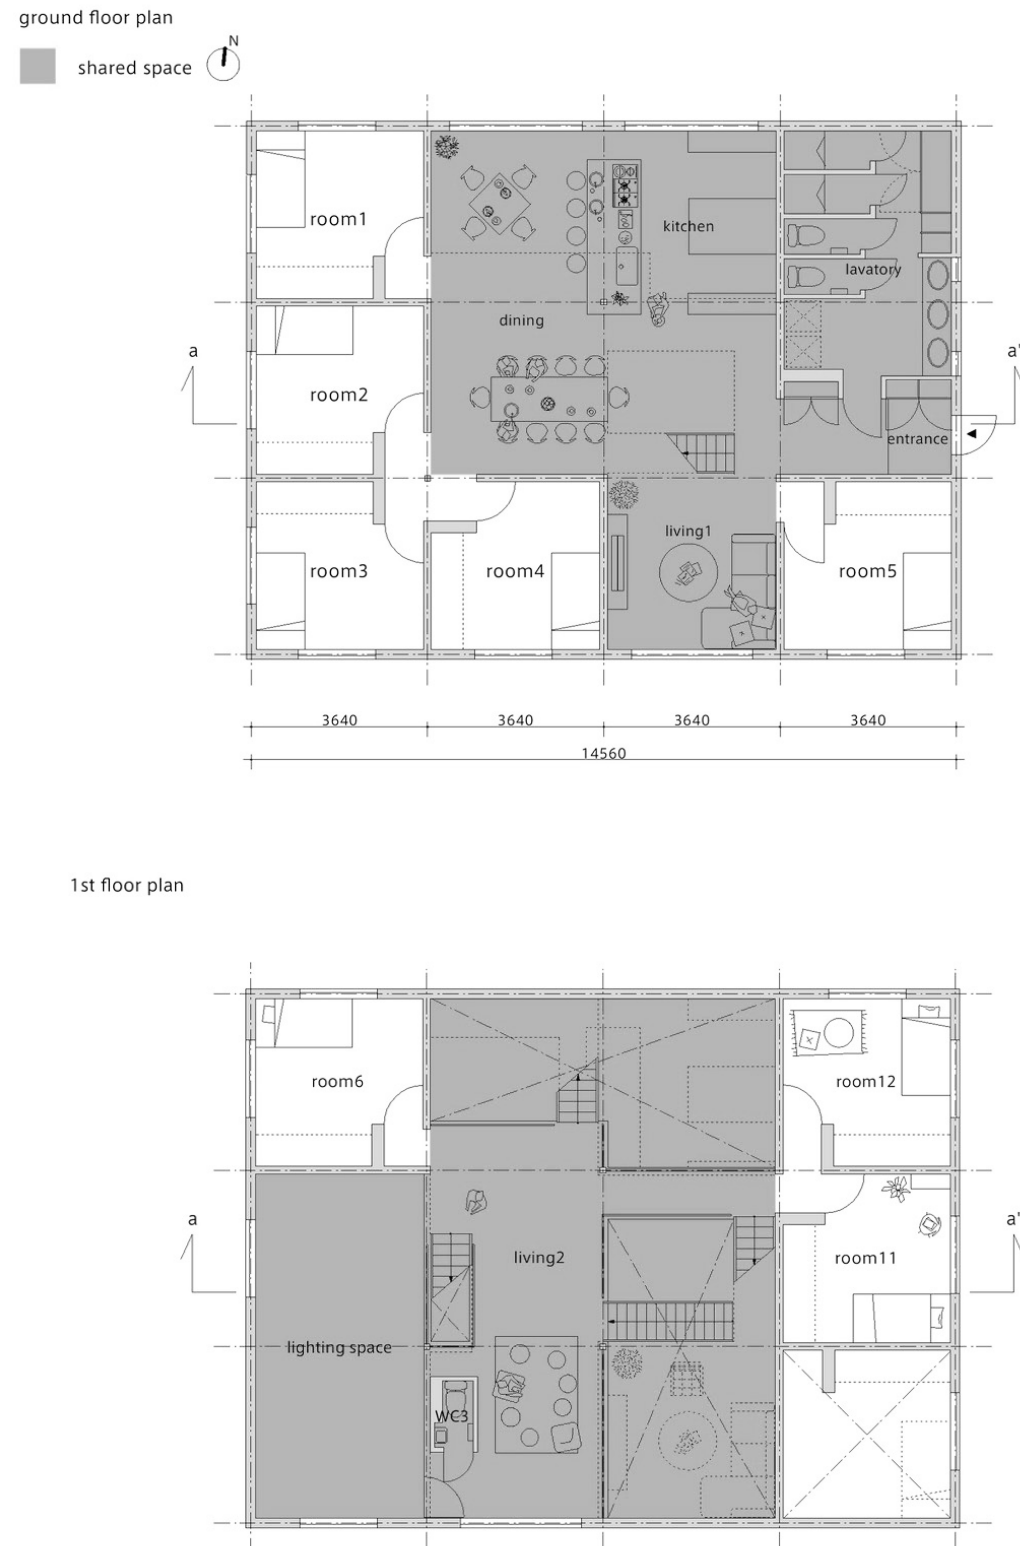 ground floor plan
N
shared space
room1
kitchen
lavatory
dining
a
a'
room2
entrance
living1
room3
room4
room5
3640
3640
3640
3640
14560
1st floor plan
room6
room12
a
a'
living2
room11
lighting space
WC3